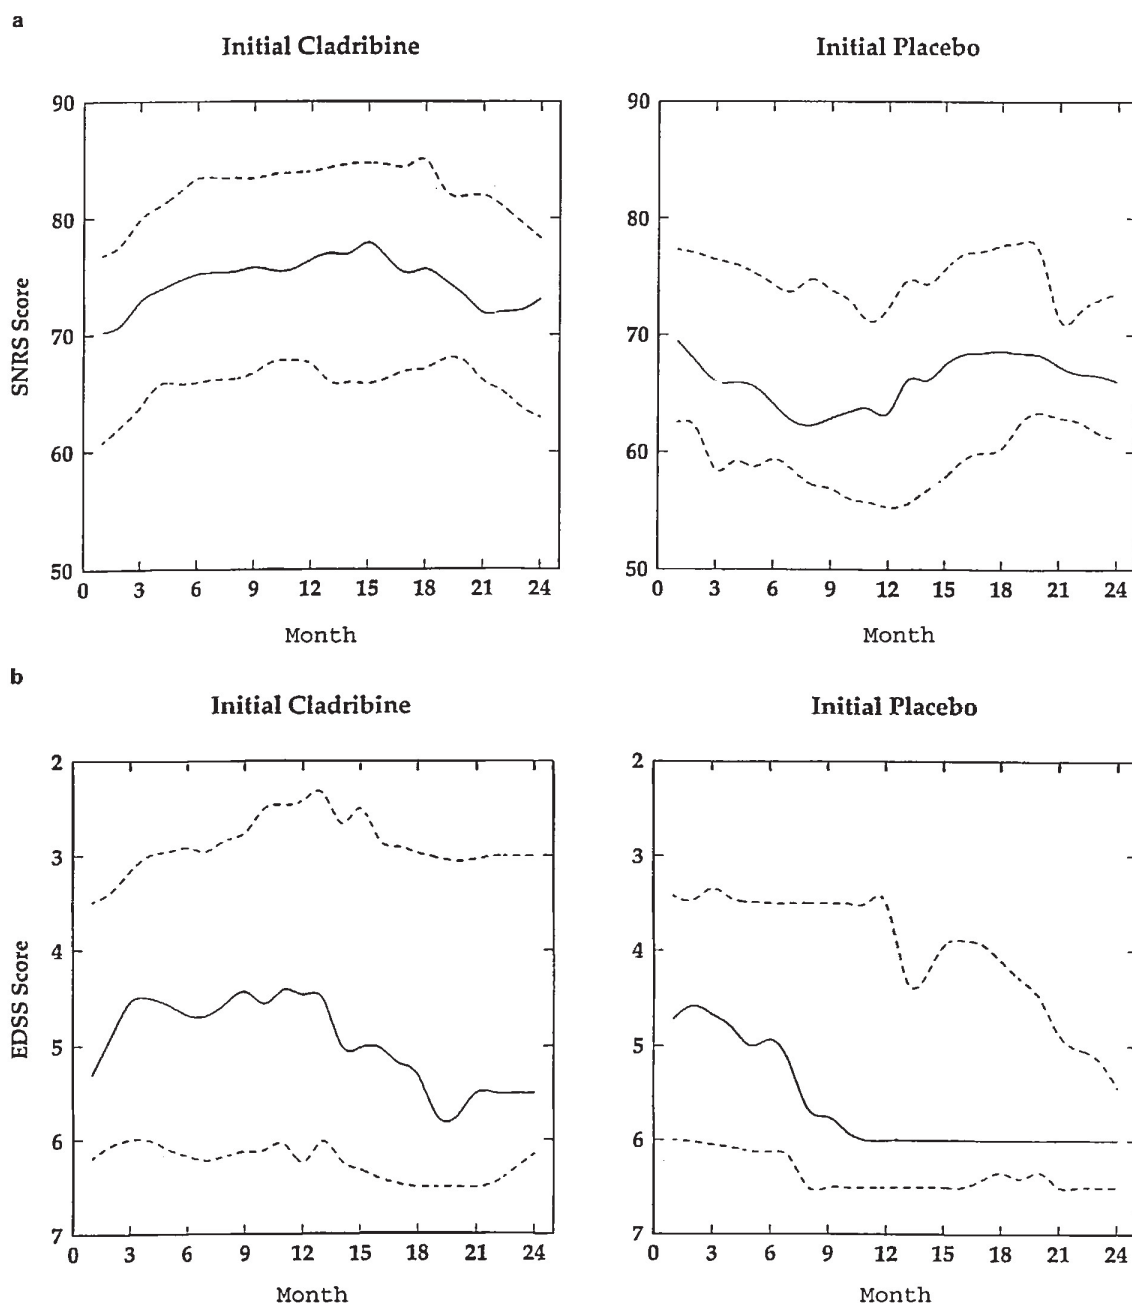 a
Initial Cladribine Initial Placebo
90 90
80 80
70 70
60 60
50 50
SNRS Score
0 3 6 9 12 15 18 21 24 0 3 6 9 12 15 18 21 24
Month Month
b
Initial Cladribine Initial Placebo
2 2
3 3
4 4
5 5
6 6
7 7
EDSS Score
0 3 6 9 12 15 18 21 24 0 3 6 9 12 15 18 21 24
Month Month